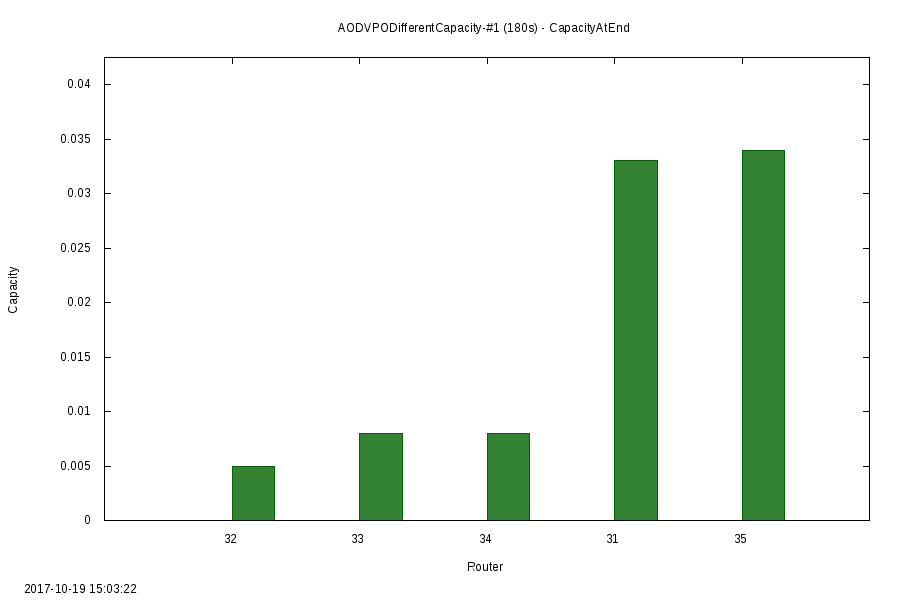 AODVPODifferentCapacity-#1 (180s) - CapacityAtEnd
0.04
0.035
0.03
0.025
0.02
0.015
0.01
0.005
0
Capacity
32 33 34 31 35
Router
2017-10-19 15:03:22